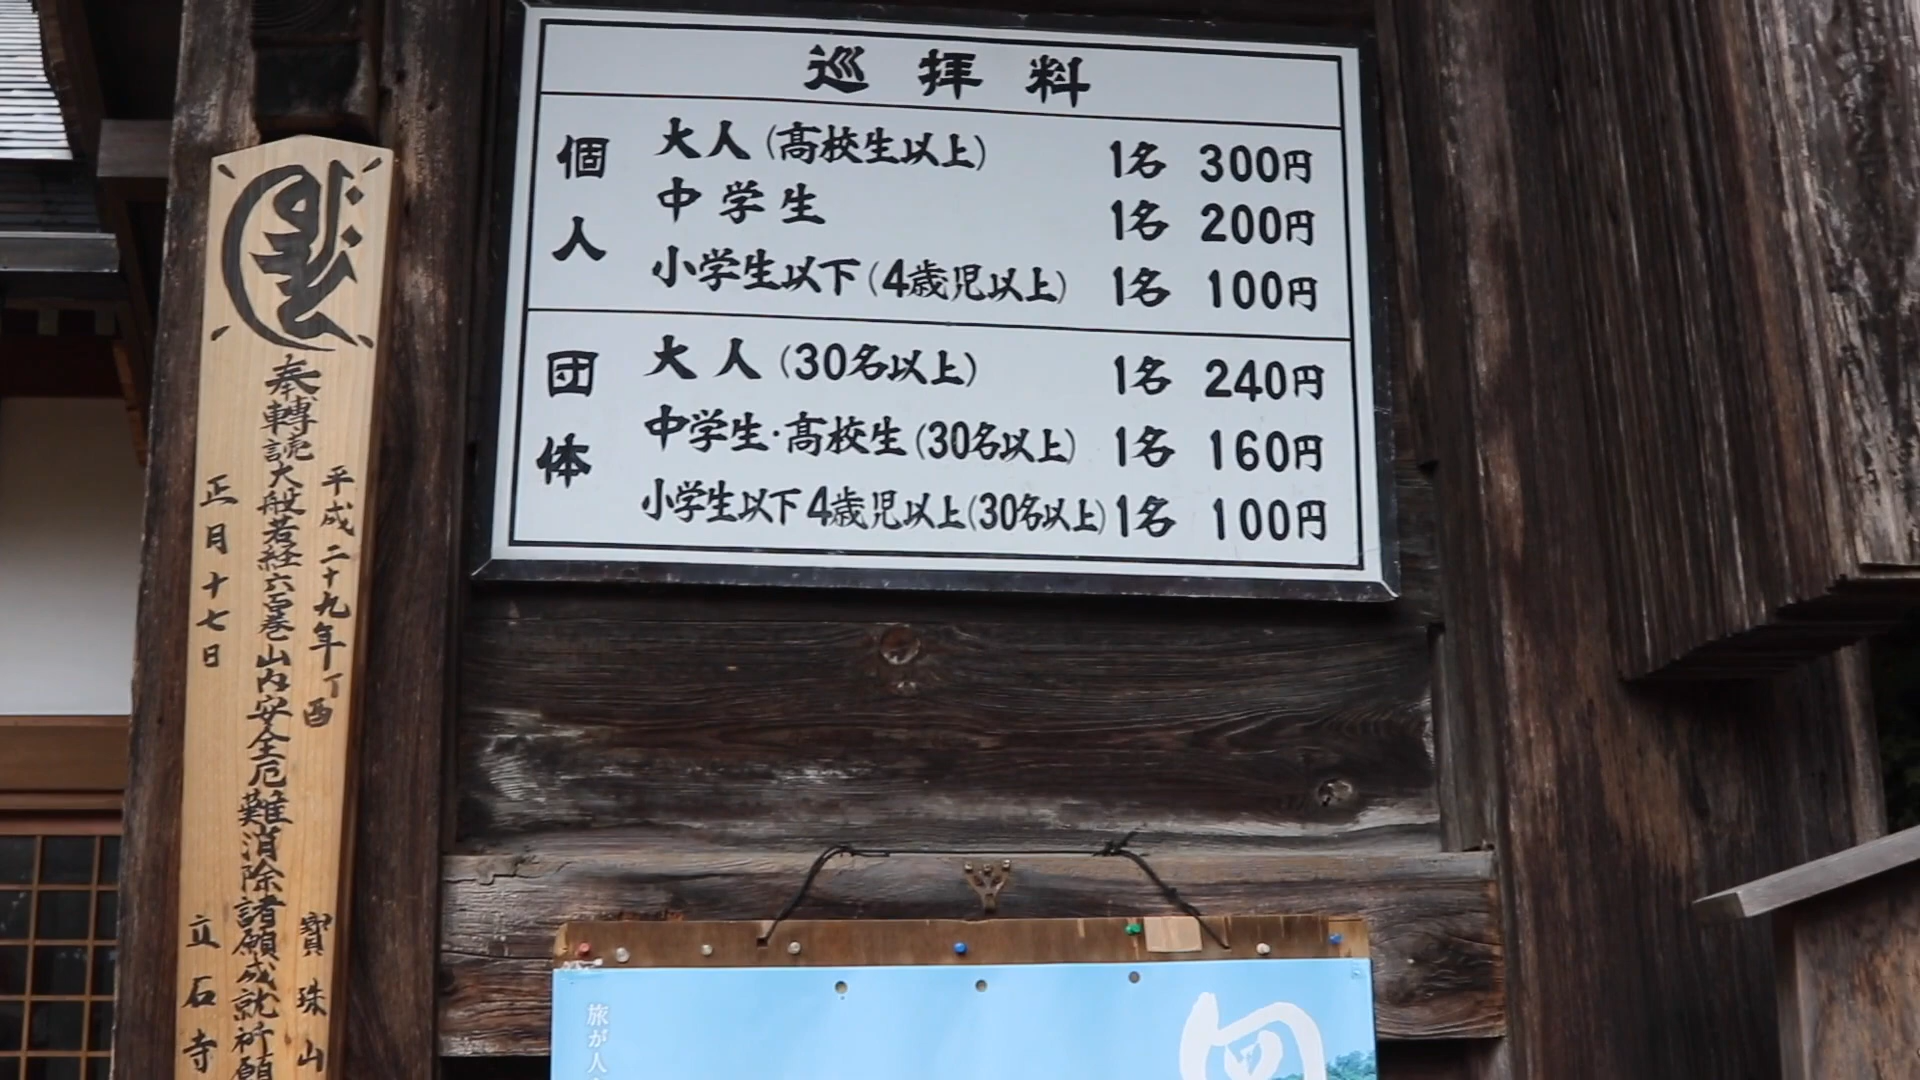 巡拝料
個人
大人(高校生以上) 1名 300円
中学生 1名 200円
小学生以下(4歳児以上) 1名 100円
団体
大人(30名以上) 1名 240円
中学生・高校生(30名以上) 1名 160円
小学生以下4歳児以上(30名以上) 1名 100円
平成二十九年丁酉
寶珠山
奉轉読大般若経六百巻山内安全厄難消除諸願成就祈願
正月十七日
立石寺
旅が人